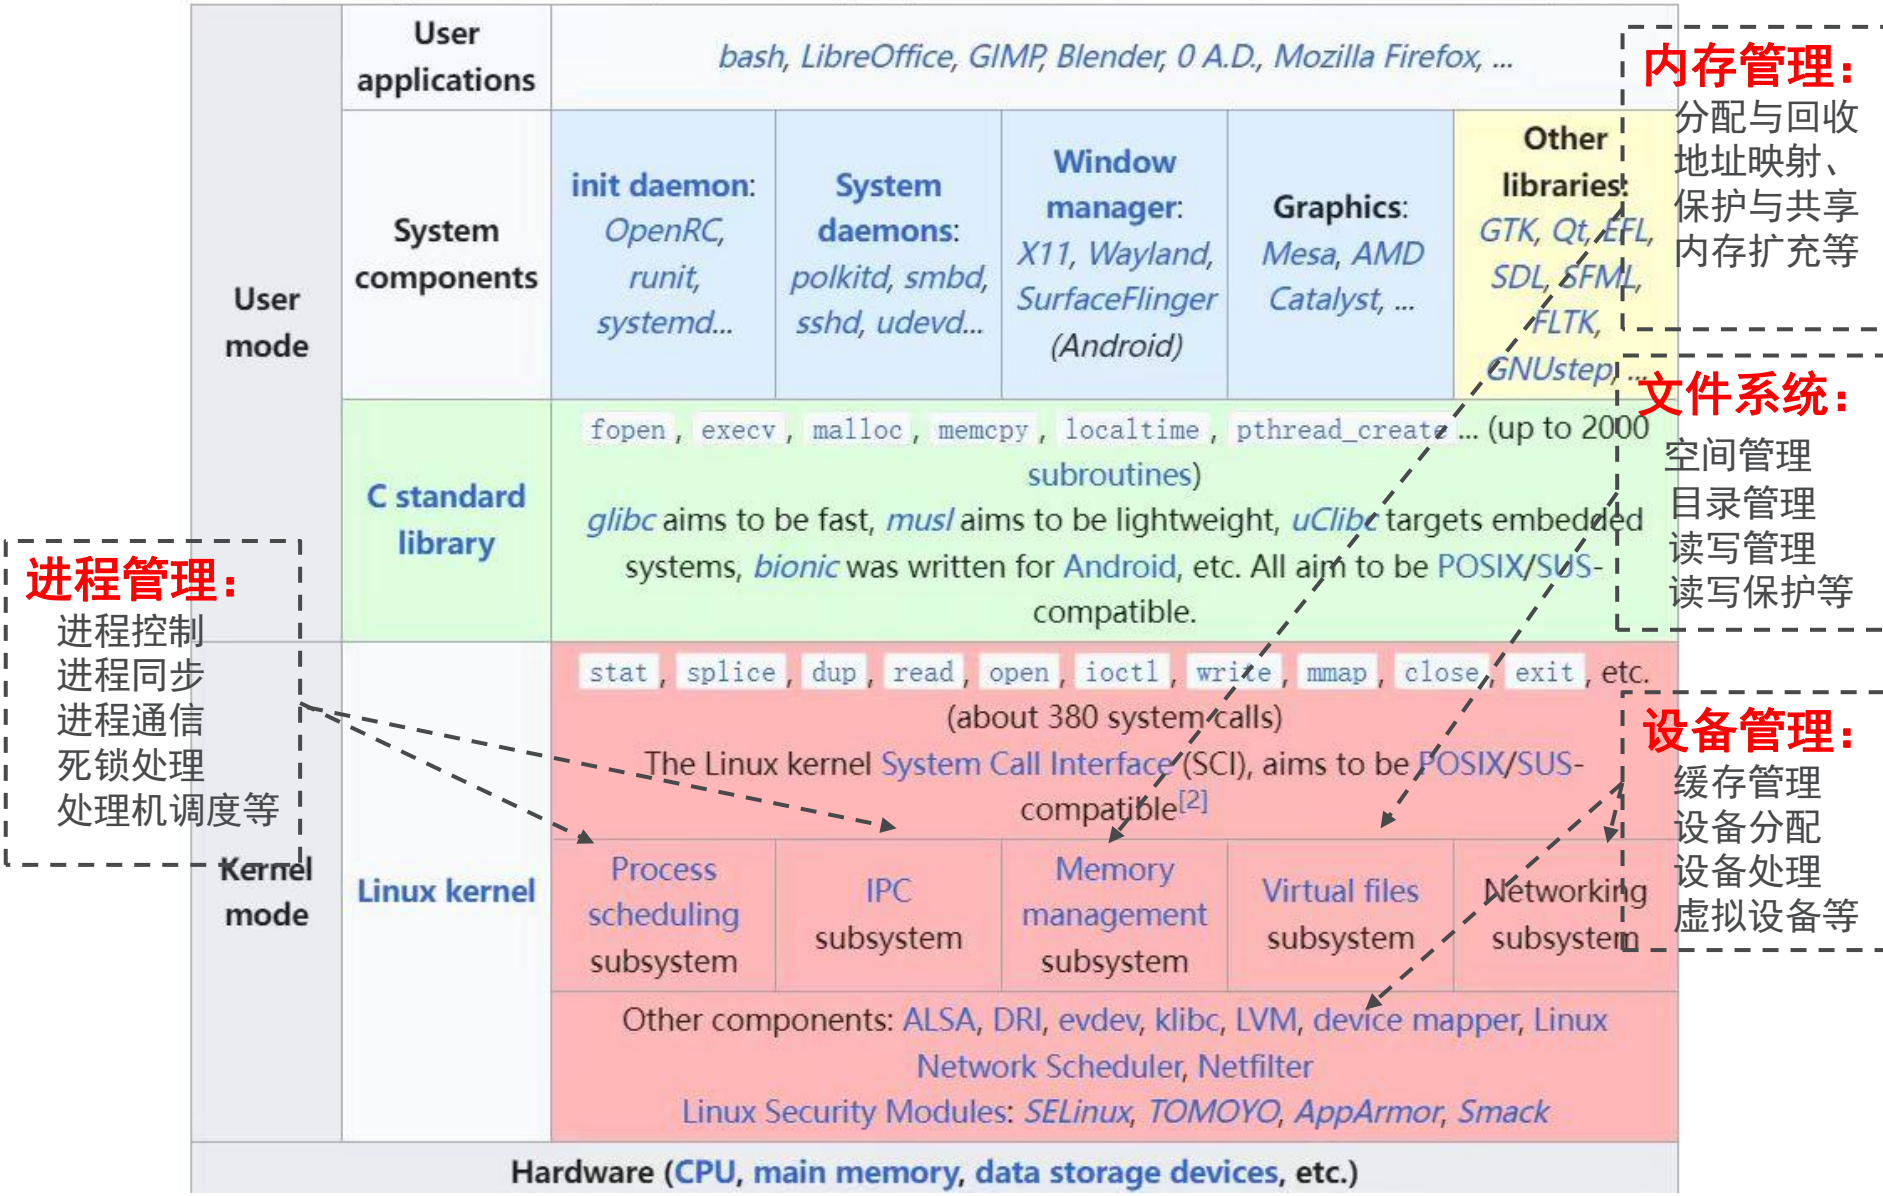 User
applications
bash, LibreOffice, GIMP, Blender, 0 A.D., Mozilla Firefox, ...
User
mode
System
components
init daemon:
OpenRC,
runit,
systemd...
System
daemons:
polkitd, smbd,
sshd, udevd...
Window
manager:
X11, Wayland,
SurfaceFlinger
(Android)
Graphics:
Mesa, AMD
Catalyst, ...
Other
libraries:
GTK, Qt, EFL,
SDL, SFML,
FLTK,
GNUstep, ...
C standard
library
fopen, execv, malloc, memcpy, localtime, pthread_create... (up to 2000
subroutines)
glibc aims to be fast, musl aims to be lightweight, uClibc targets embedded
systems, bionic was written for Android, etc. All aim to be POSIX/SUS-
compatible.
Kernel
mode
Linux kernel
stat, splice, dup, read, open, ioctl, write, mmap, close, exit, etc.
(about 380 system calls)
The Linux kernel System Call Interface (SCI), aims to be POSIX/SUS-
compatible[2]
Process
scheduling
subsystem
IPC
subsystem
Memory
management
subsystem
Virtual files
subsystem
Networking
subsystem
Other components: ALSA, DRI, evdev, klibc, LVM, device mapper, Linux
Network Scheduler, Netfilter
Linux Security Modules: SELinux, TOMOYO, AppArmor, Smack
Hardware (CPU, main memory, data storage devices, etc.)
进程管理：
进程控制
进程同步
进程通信
死锁处理
处理机调度等
内存管理：
分配与回收
地址映射、
保护与共享
内存扩充等
文件系统：
空间管理
目录管理
读写管理
读写保护等
设备管理：
缓存管理
设备分配
设备处理
虚拟设备等